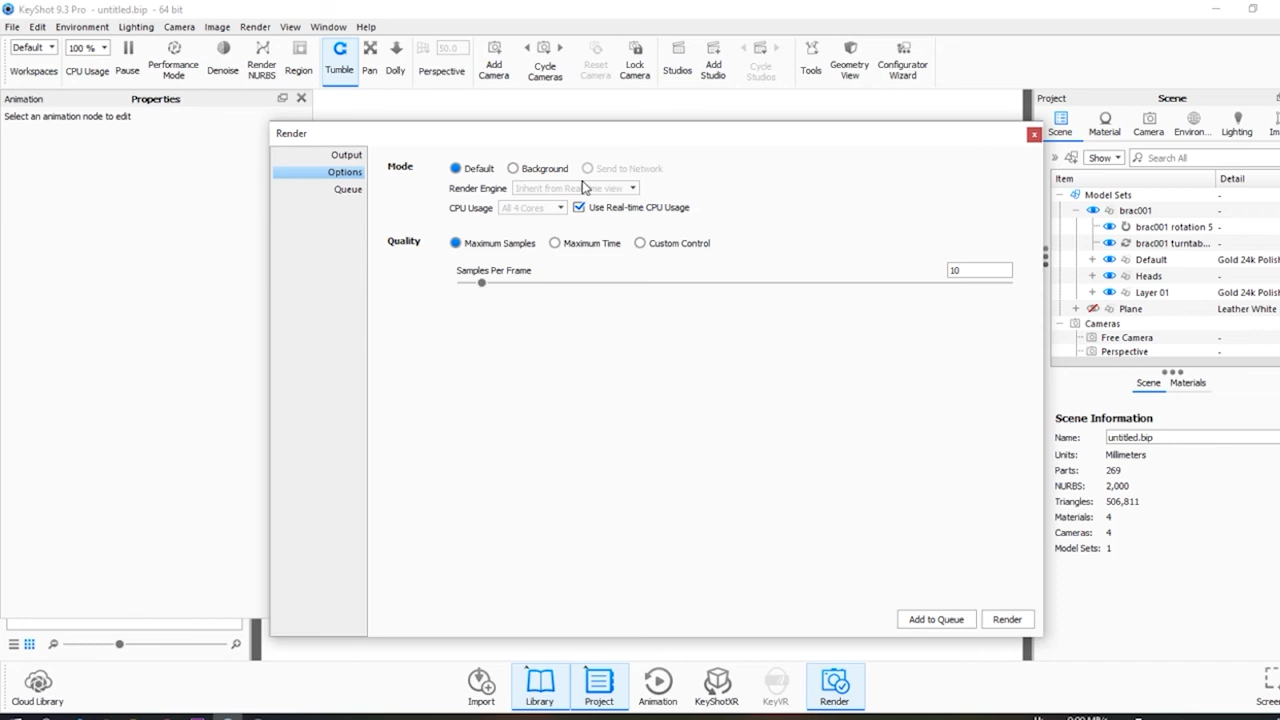 KeyShot 9.3 Pro - untitled.bip - 64 bit
File Edit Environment Lighting Camera Image Render View Window Help
Default 100 % 50.0
Workspaces CPU Usage Pause Performance Mode Denoise Render NURBS Region Tumble Pan Dolly Perspective Add Camera Cycle Cameras Reset Camera Lock Camera Studios Add Studio Cycle Studios Tools Geometry View Configurator Wizard
Animation Properties
Select an animation node to edit
Project Scene
Scene Material Camera Environ... Lighting
Show Search All
Item Detail
Model Sets -
brac001 -
brac001 rotation 5 -
brac001 turntab... -
Default Gold 24k Polish
Heads -
Layer 01 Gold 24k Polish
Plane Leather White
Cameras
Free Camera -
Perspective -
Scene Materials
Scene Information
Name: untitled.bip
Units: Millimeters
Parts: 269
NURBS: 2,000
Triangles: 506,811
Materials: 4
Cameras: 4
Model Sets: 1
Render
Output
Options
Queue
Mode Default Background Send to Network
Render Engine
CPU Usage All 4 Cores Use Real-time CPU Usage
Quality Maximum Samples Maximum Time Custom Control
Samples Per Frame 10
Add to Queue Render
Cloud Library Import Library Project Animation KeyShotXR KeyVR Render